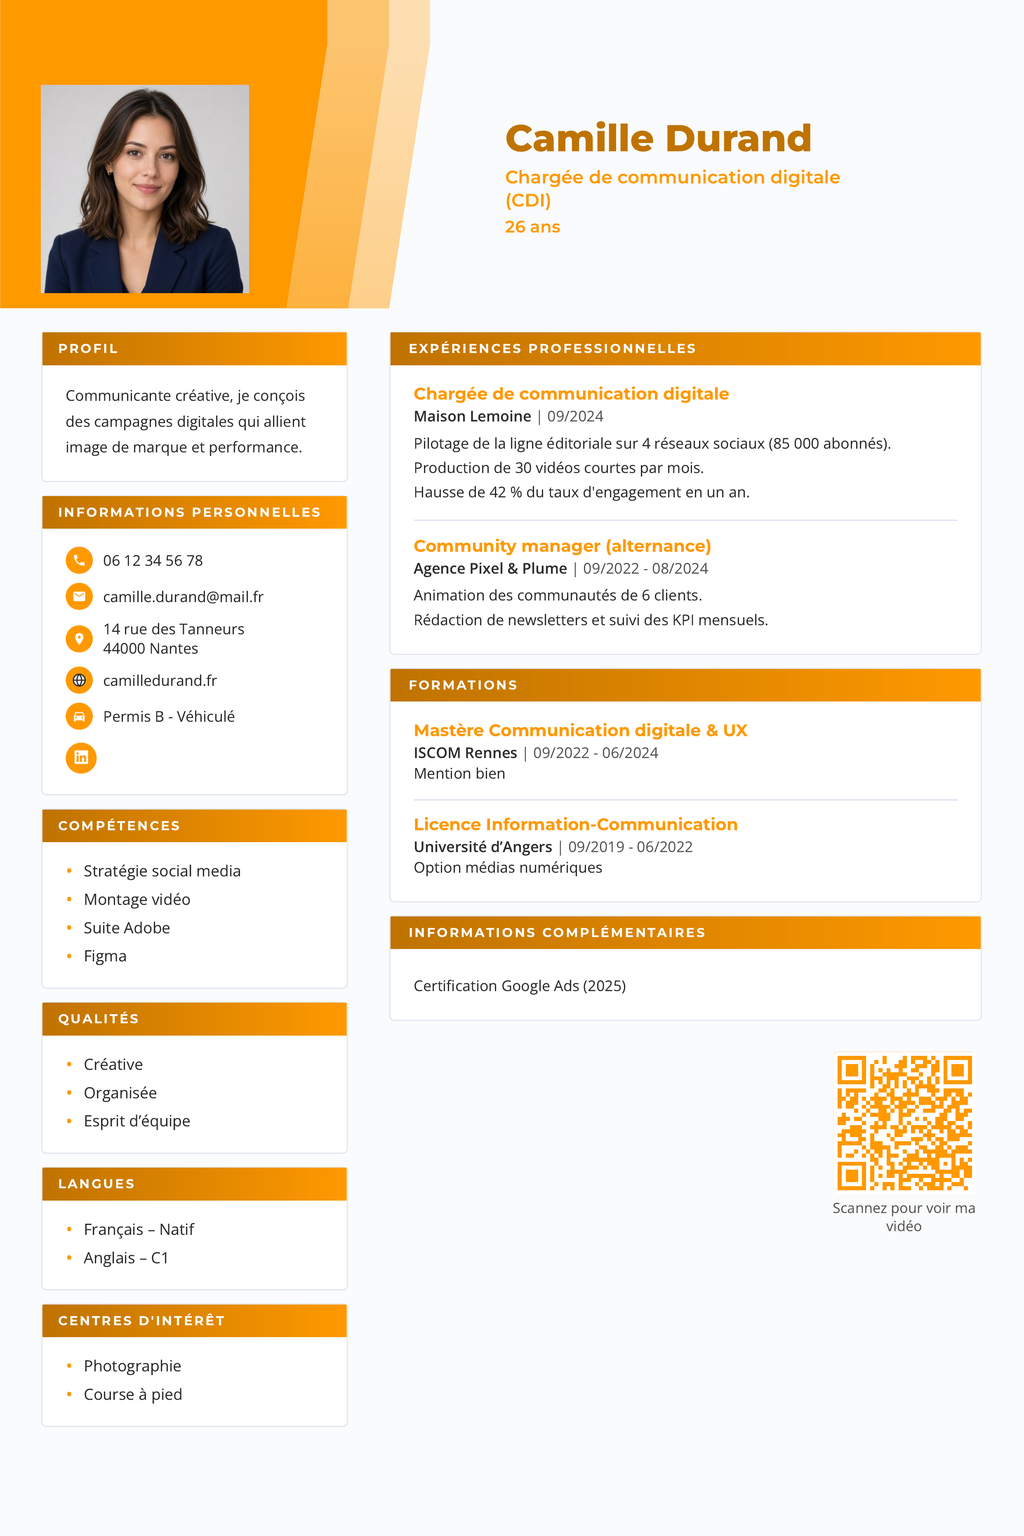 Camille Durand
Chargée de communication digitale
(CDI)
26 ans
PROFIL
Communicante créative, je conçois
des campagnes digitales qui allient
image de marque et performance.
INFORMATIONS PERSONNELLES
06 12 34 56 78
camille.durand@mail.fr
14 rue des Tanneurs
44000 Nantes
camilledurand.fr
Permis B - Véhiculé
in
COMPÉTENCES
• Stratégie social media
• Montage vidéo
• Suite Adobe
• Figma
QUALITÉS
• Créative
• Organisée
• Esprit d’équipe
LANGUES
• Français – Natif
• Anglais – C1
CENTRES D'INTÉRÊT
• Photographie
• Course à pied
EXPÉRIENCES PROFESSIONNELLES
Chargée de communication digitale
Maison Lemoine | 09/2024
Pilotage de la ligne éditoriale sur 4 réseaux sociaux (85 000 abonnés).
Production de 30 vidéos courtes par mois.
Hausse de 42 % du taux d'engagement en un an.
Community manager (alternance)
Agence Pixel & Plume | 09/2022 - 08/2024
Animation des communautés de 6 clients.
Rédaction de newsletters et suivi des KPI mensuels.
FORMATIONS
Mastère Communication digitale & UX
ISCOM Rennes | 09/2022 - 06/2024
Mention bien
Licence Information-Communication
Université d’Angers | 09/2019 - 06/2022
Option médias numériques
INFORMATIONS COMPLÉMENTAIRES
Certification Google Ads (2025)
Scannez pour voir ma
vidéo